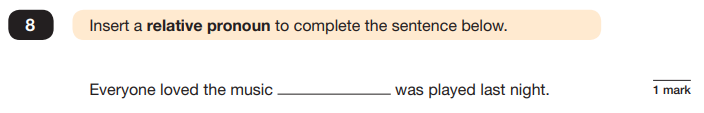 8 Insert a relative pronoun to complete the sentence below.
Everyone loved the music ____________ was played last night.
1 mark